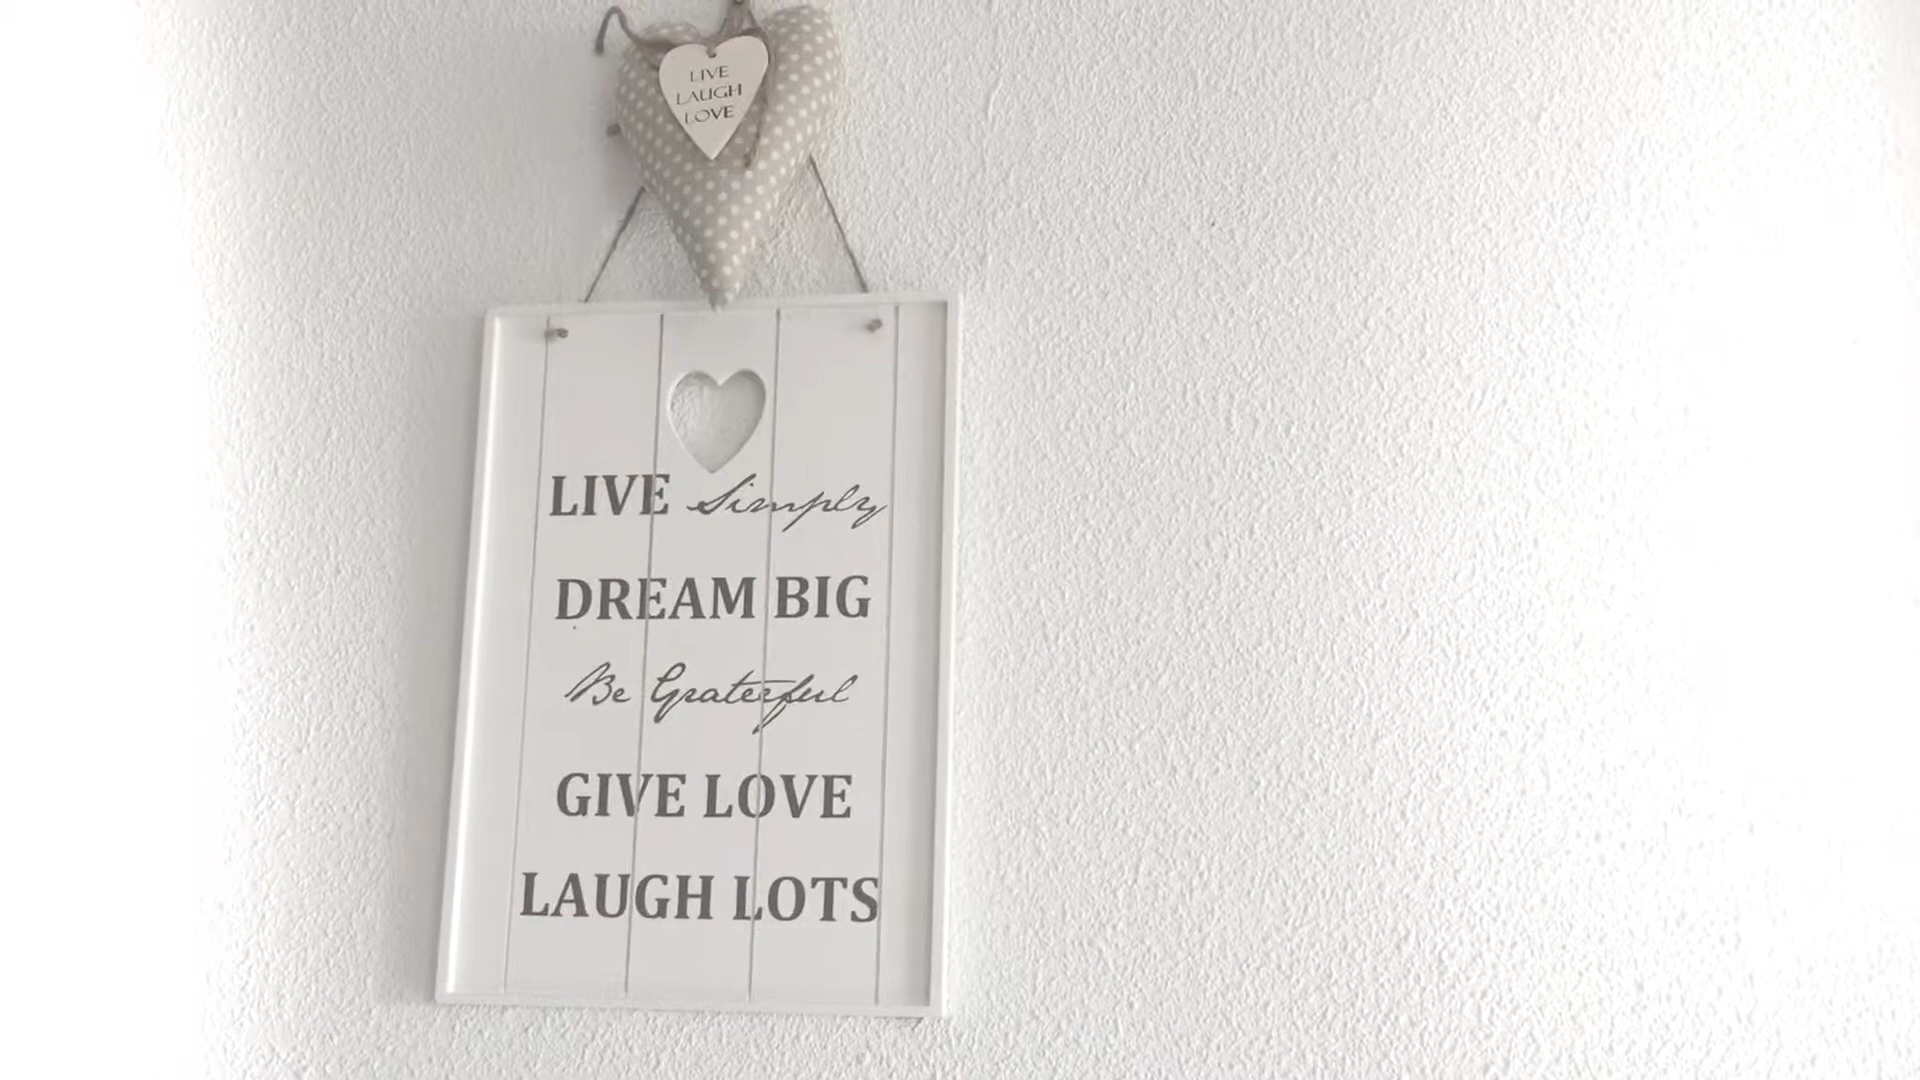 LIVE
LAUGH
LOVE
LIVE Simply
DREAM BIG
Be Grateful
GIVE LOVE
LAUGH LOTS